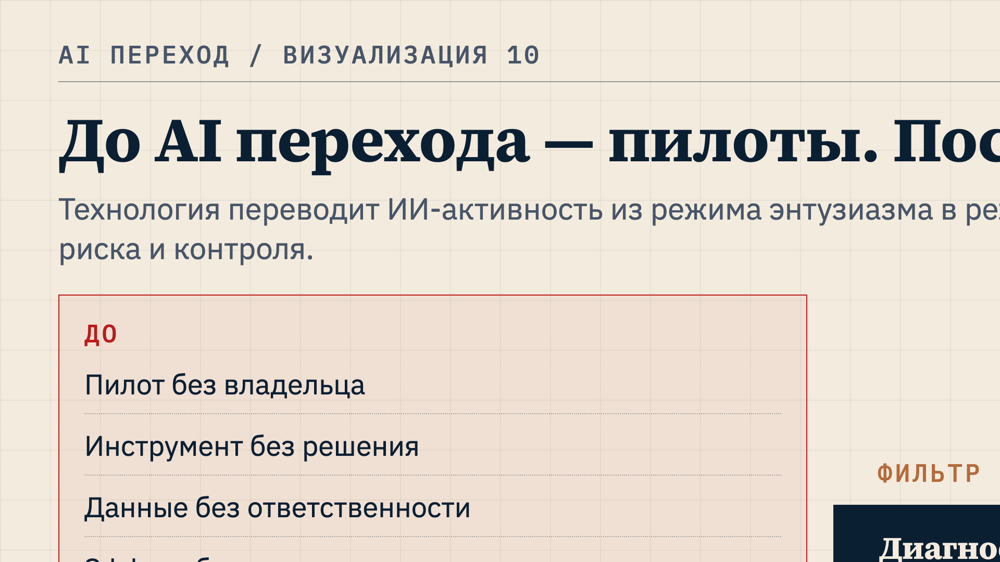 AI ПЕРЕХОД / ВИЗУАЛИЗАЦИЯ 10
До AI перехода — пилоты.
Технология переводит ИИ-активность из режима энтузиазма в
риска и контроля.
ДО
Пилот без владельца
Инструмент без решения
Данные без ответственности
ФИЛЬТР